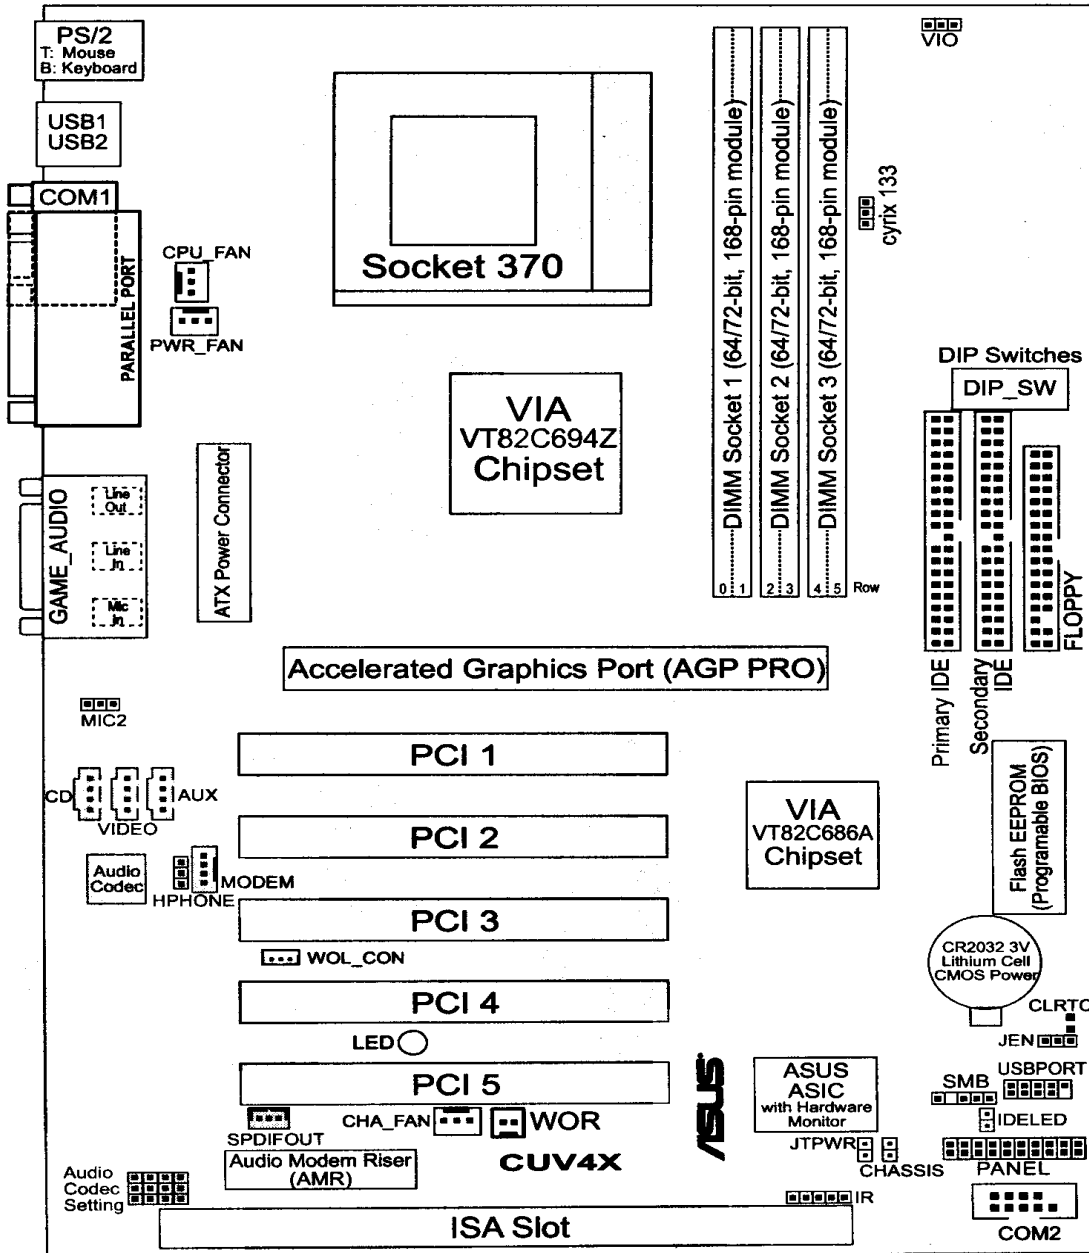 PS/2
T: Mouse
B: Keyboard
USB1
USB2
COM1
PARALLEL PORT
CPU_FAN
PWR_FAN
Socket 370
DIMM Socket 1 (64/72-bit, 168-pin module)
DIMM Socket 2 (64/72-bit, 168-pin module)
DIMM Socket 3 (64/72-bit, 168-pin module)
0 1
2 3
4 5
Row
VIO
cyrix 133
DIP Switches
DIP_SW
VIA
VT82C694Z
Chipset
GAME_AUDIO
Line
Out
Line
In
Mic
In
ATX Power Connector
Primary IDE
Secondary
IDE
FLOPPY
Accelerated Graphics Port (AGP PRO)
MIC2
PCI 1
CD
VIDEO
AUX
PCI 2
VIA
VT82C686A
Chipset
Flash EEPROM
(Programable BIOS)
Audio
Codec
HPHONE
MODEM
PCI 3
WOL_CON
CR2032 3V
Lithium Cell
CMOS Power
PCI 4
CLRTC
LED
JEN
PCI 5
ASUS
ASUS
ASIC
with Hardware
Monitor
USBPORT
SMB
IDELED
SPDIFOUT
CHA_FAN
WOR
JTPWR
CHASSIS
PANEL
Audio Modem Riser
(AMR)
CUV4X
Audio
Codec
Setting
IR
ISA Slot
COM2